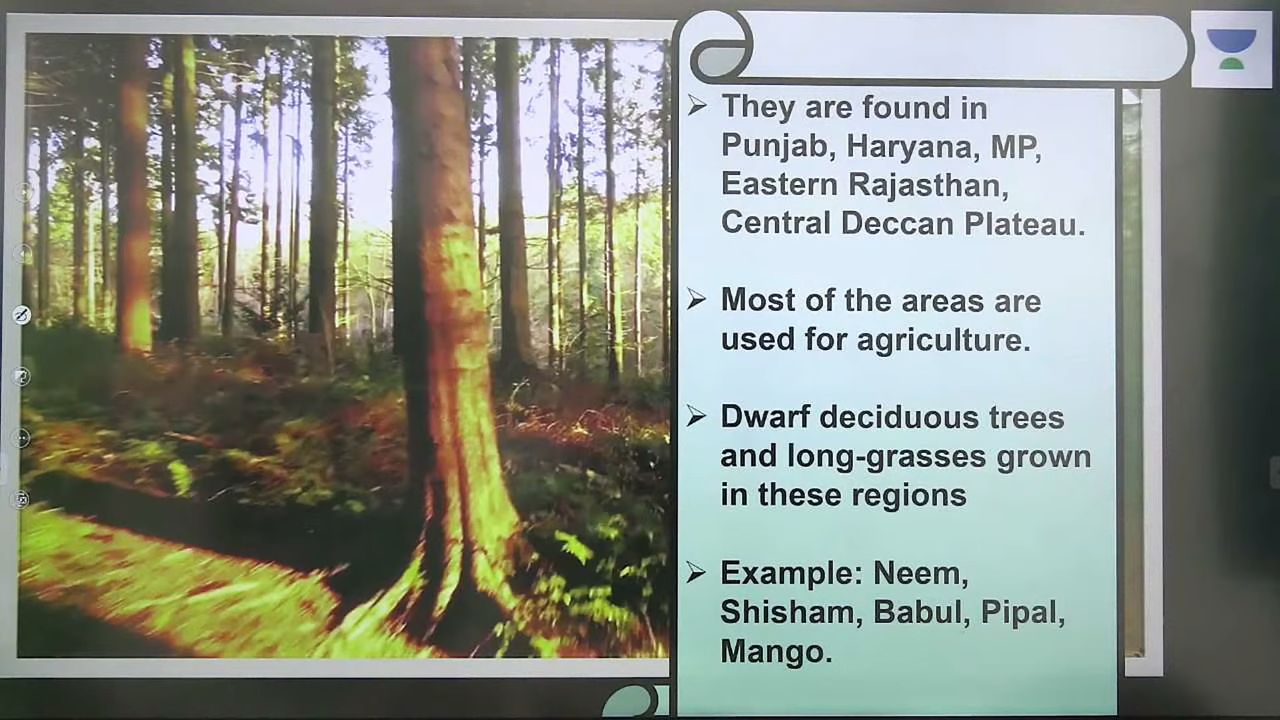 They are found in
Punjab, Haryana, MP,
Eastern Rajasthan,
Central Deccan Plateau.
Most of the areas are
used for agriculture.
Dwarf deciduous trees
and long-grasses grown
in these regions
Example: Neem,
Shisham, Babul, Pipal,
Mango.